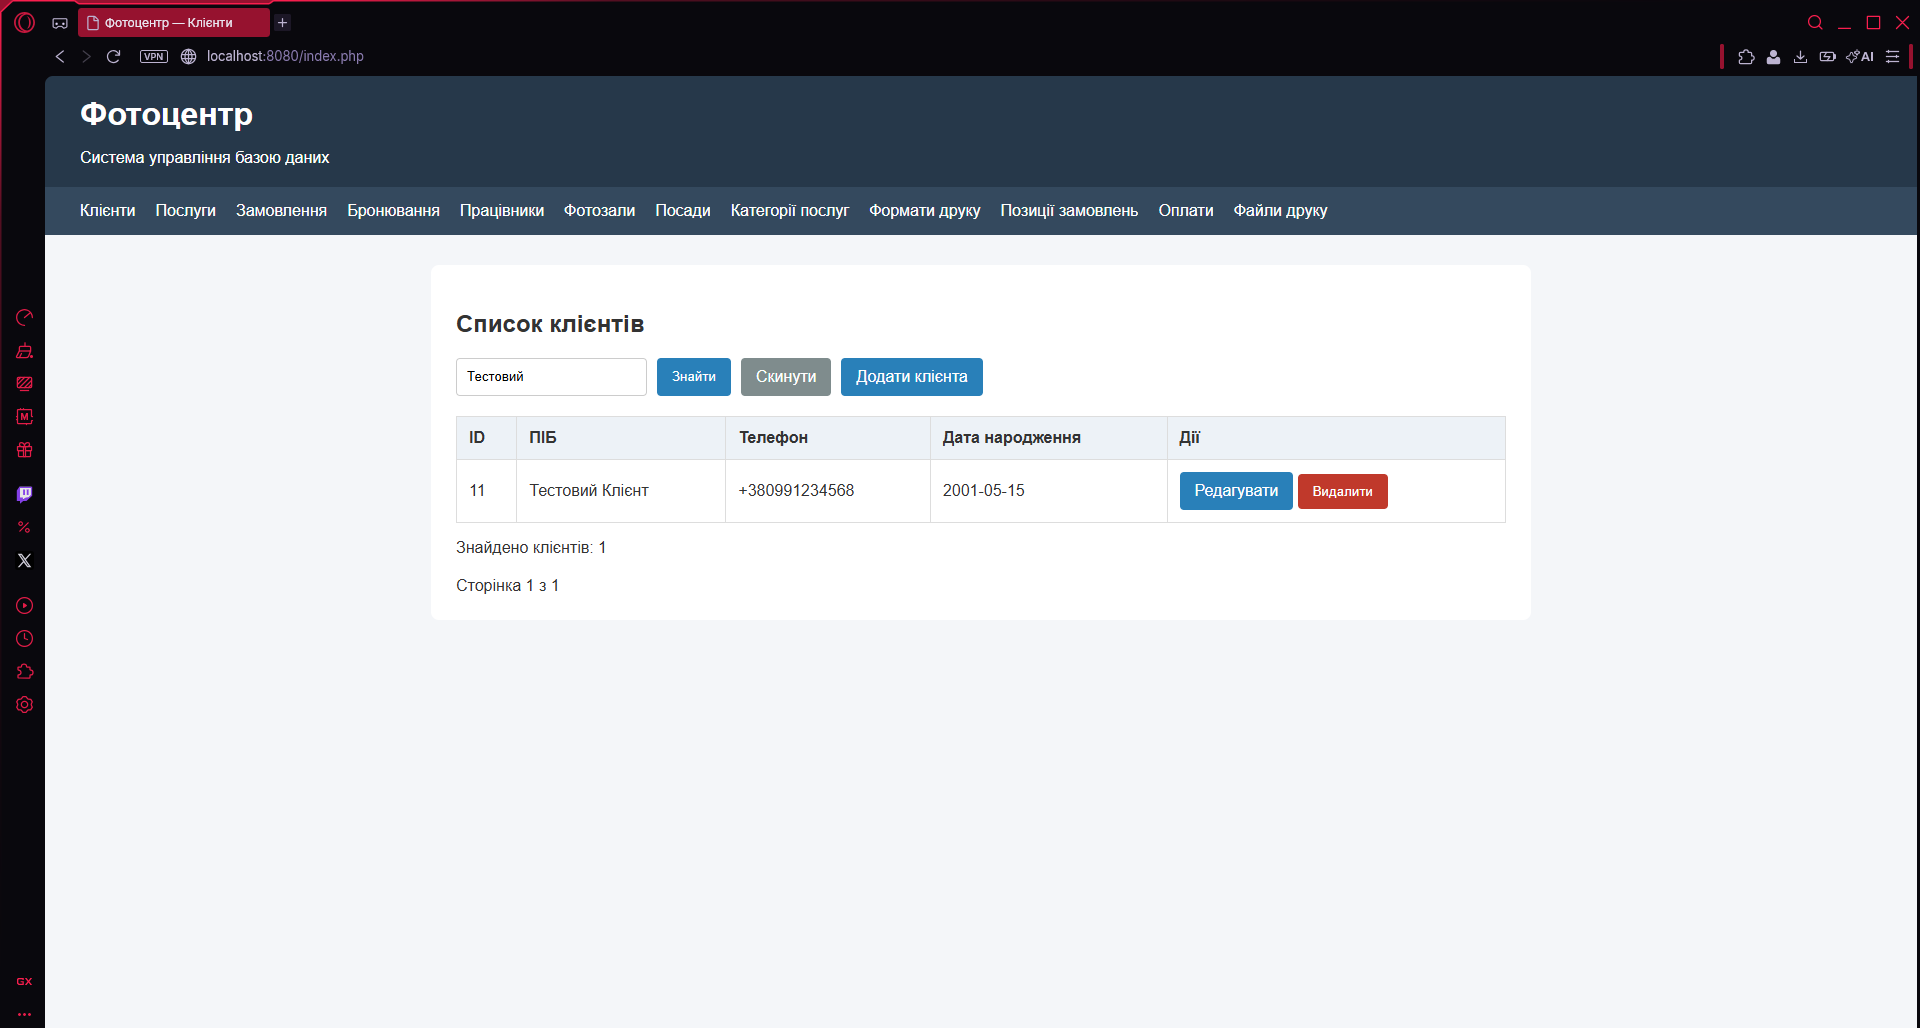 Фотоцентр — Клієнти
VPN
localhost:8080/index.php
AI
Фотоцентр
Система управління базою даних
Клієнти Послуги Замовлення Бронювання Працівники Фотозали Посади Категорії послуг Формати друку Позиції замовлень Оплати Файли друку
Список клієнтів
Тестовий Знайти Скинути Додати клієнта
ID ПІБ Телефон Дата народження Дії
11 Тестовий Клієнт +380991234568 2001-05-15 Редагувати Видалити
Знайдено клієнтів: 1
Сторінка 1 з 1
M
GX